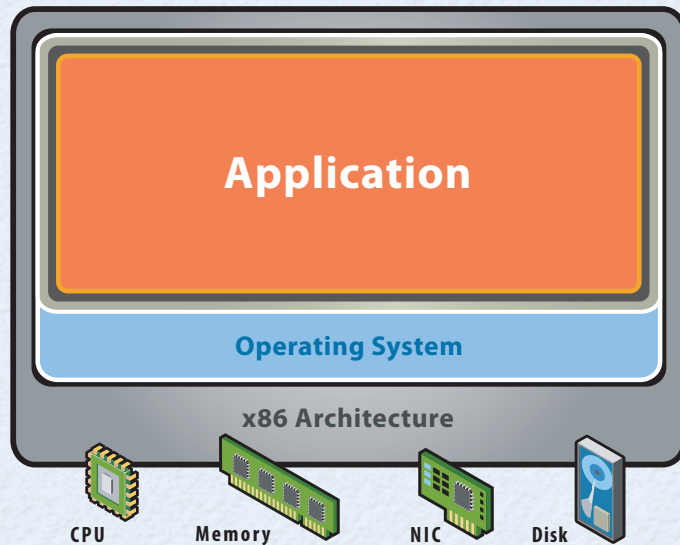 Application
Operating System
x86 Architecture
CPU Memory NIC Disk